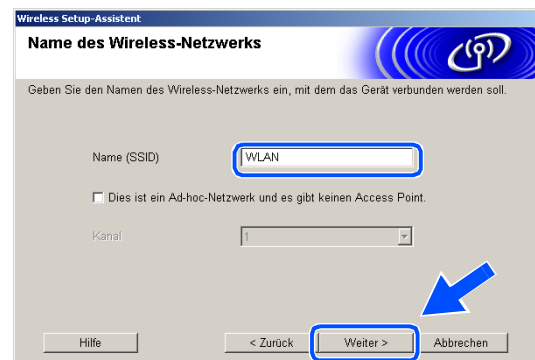 Wireless Setup-Assistent
Name des Wireless-Netzwerks
Geben Sie den Namen des Wireless-Netzwerks ein, mit dem das Gerät verbunden werden soll.
Name (SSID) WLAN
Dies ist ein Ad-hoc-Netzwerk und es gibt keinen Access Point.
Kanal 1
Hilfe < Zurück Weiter > Abbrechen